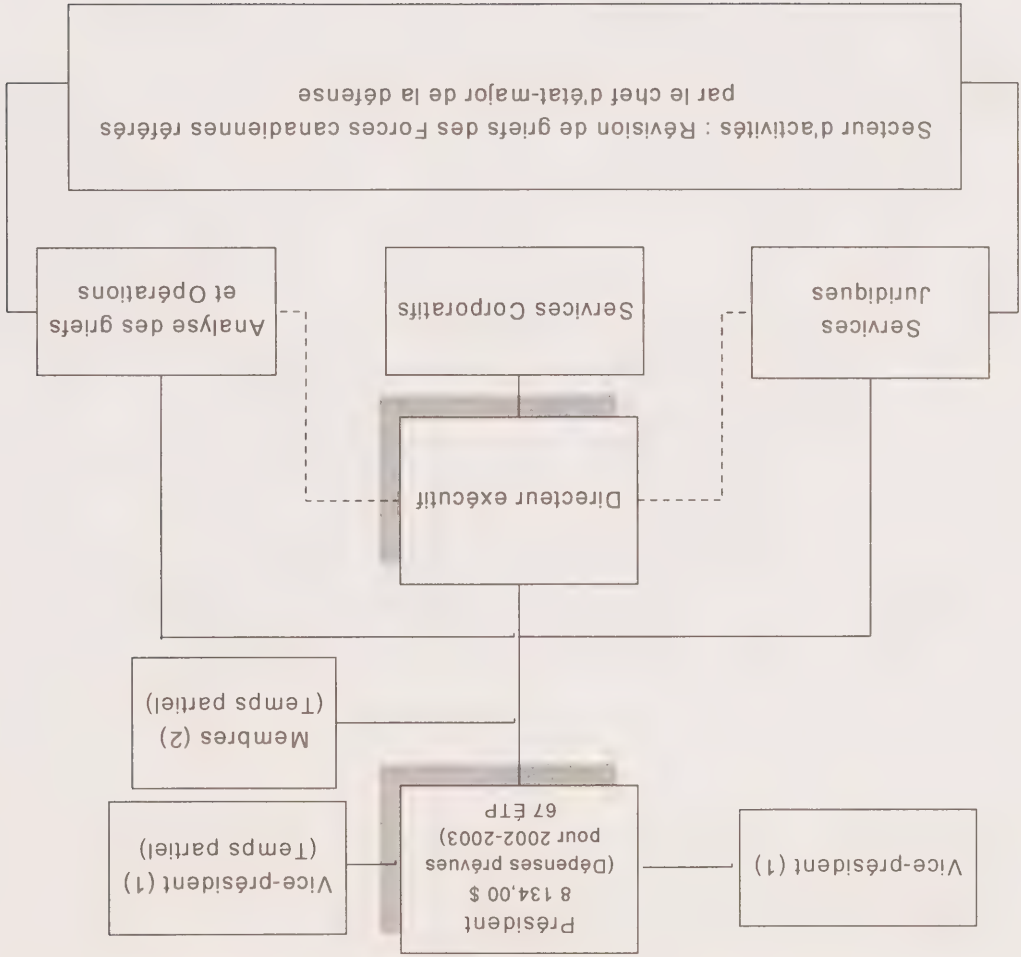 Vice-président (1)
Président
8 134,00 $
(Dépenses prévues
pour 2002-2003)
67 ÉTP
Vice-président (1)
(Temps partiel)
Membres (2)
(Temps partiel)
Directeur exécutif
Services
Juridiques
Services Corporatifs
Analyse des griefs
et Opérations
Secteur d'activités : Révision de griefs des Forces canadiennes référés
par le chef d'état-major de la défense